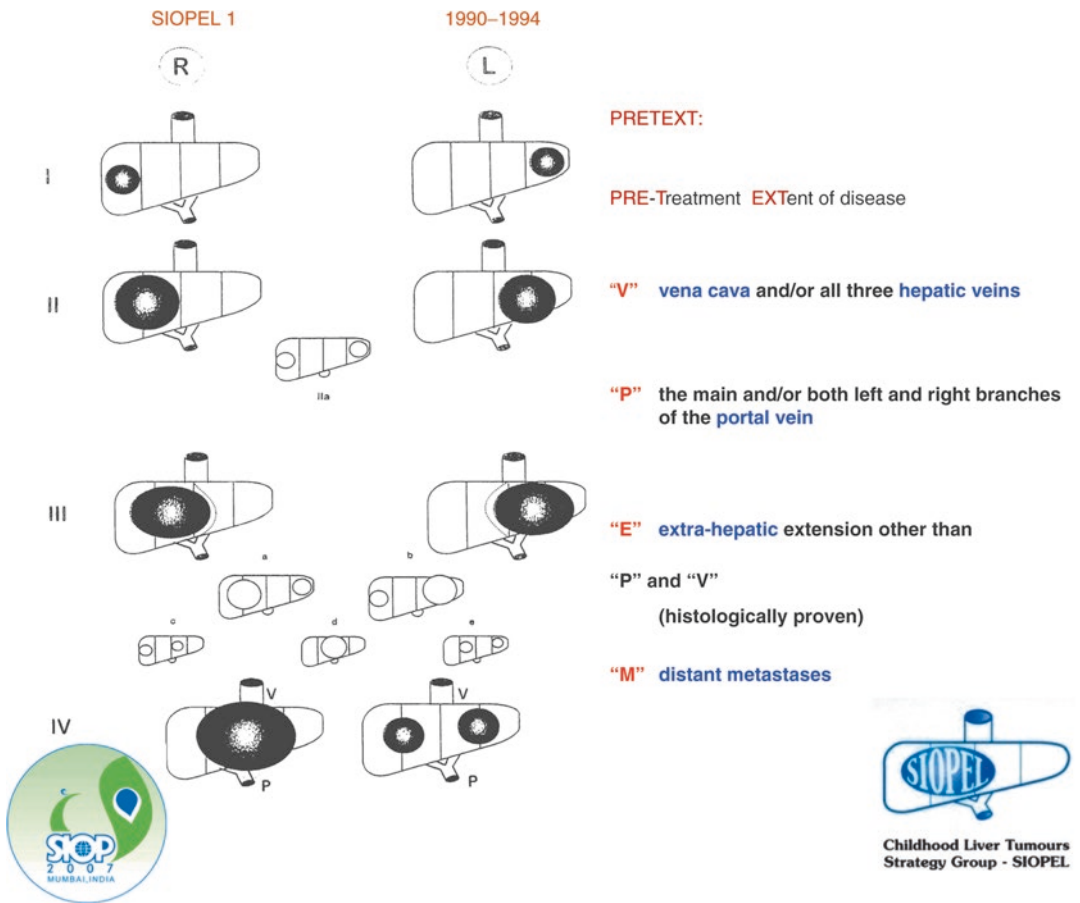 SIOPEL 1
1990–1994
R
L
I
PRETEXT:
PRE-Treatment EXTent of disease
II
"V" vena cava and/or all three hepatic veins
IIa
"P" the main and/or both left and right branches
of the portal vein
III
"E" extra-hepatic extension other than
a
b
"P" and "V"
(histologically proven)
c
d
e
"M" distant metastases
IV
V
P
V
P
SIOP
2007
MUMBAI,INDIA
SIOPEL
Childhood Liver Tumours
Strategy Group - SIOPEL